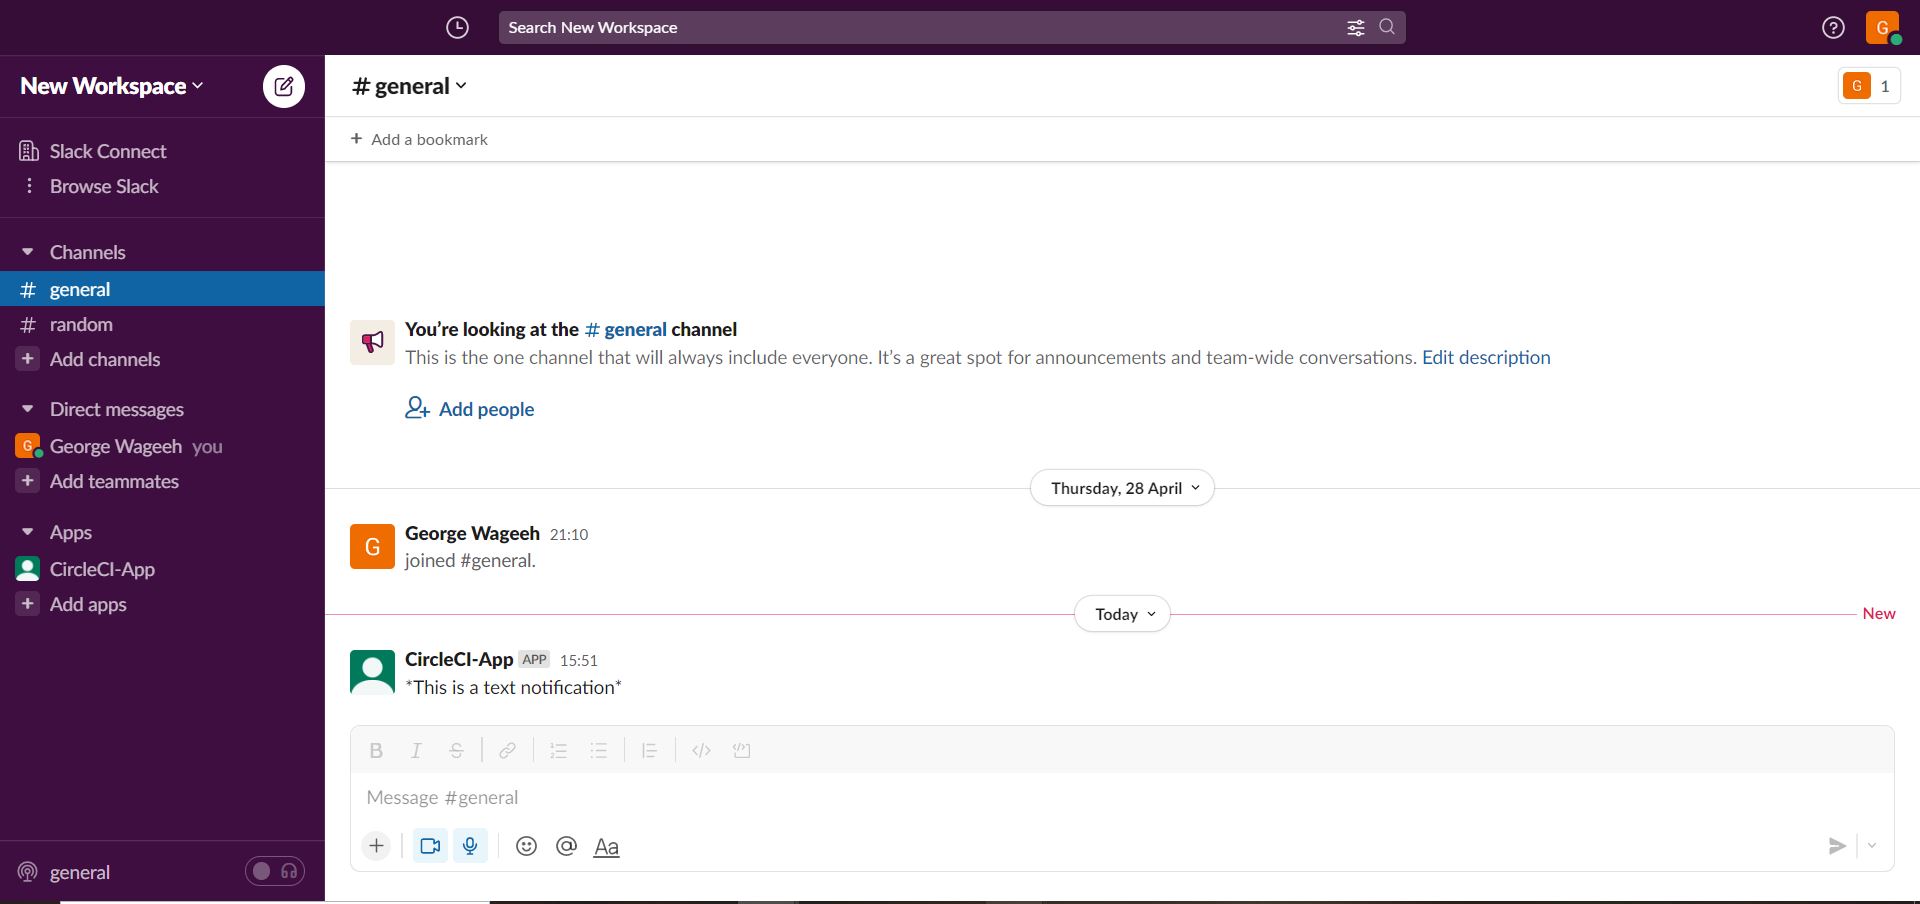 Search New Workspace
G
New Workspace
# general
G 1
+ Add a bookmark
Slack Connect
Browse Slack
Channels
# general
# random
+ Add channels
Direct messages
G George Wageeh you
+ Add teammates
Apps
CircleCI-App
+ Add apps
general
You’re looking at the # general channel
This is the one channel that will always include everyone. It’s a great spot for announcements and team-wide conversations. Edit description
Add people
Thursday, 28 April
G
George Wageeh 21:10
joined #general.
Today
New
CircleCI-App APP 15:51
*This is a text notification*
B I S
Message #general
+ @ Aa